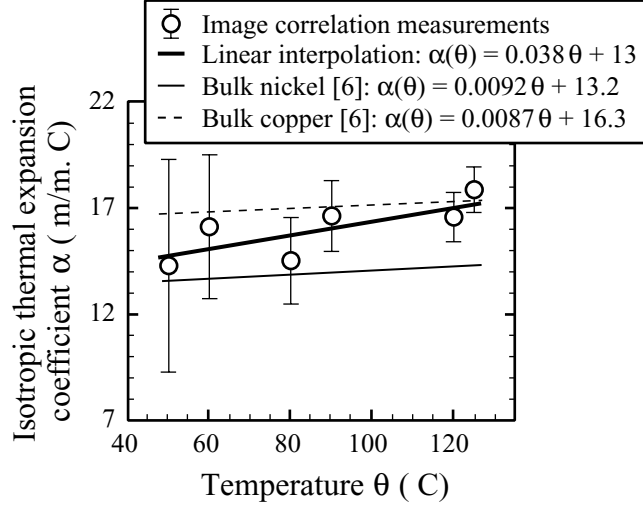 Image correlation measurements
Linear interpolation: α(θ) = 0.038 θ + 13
Bulk nickel [6]: α(θ) = 0.0092 θ + 13.2
Bulk copper [6]: α(θ) = 0.0087 θ + 16.3
22
17
12
7
40 60 80 100 120
Isotropic thermal expansion
coefficient α ( m/m. C)
Temperature θ ( C)